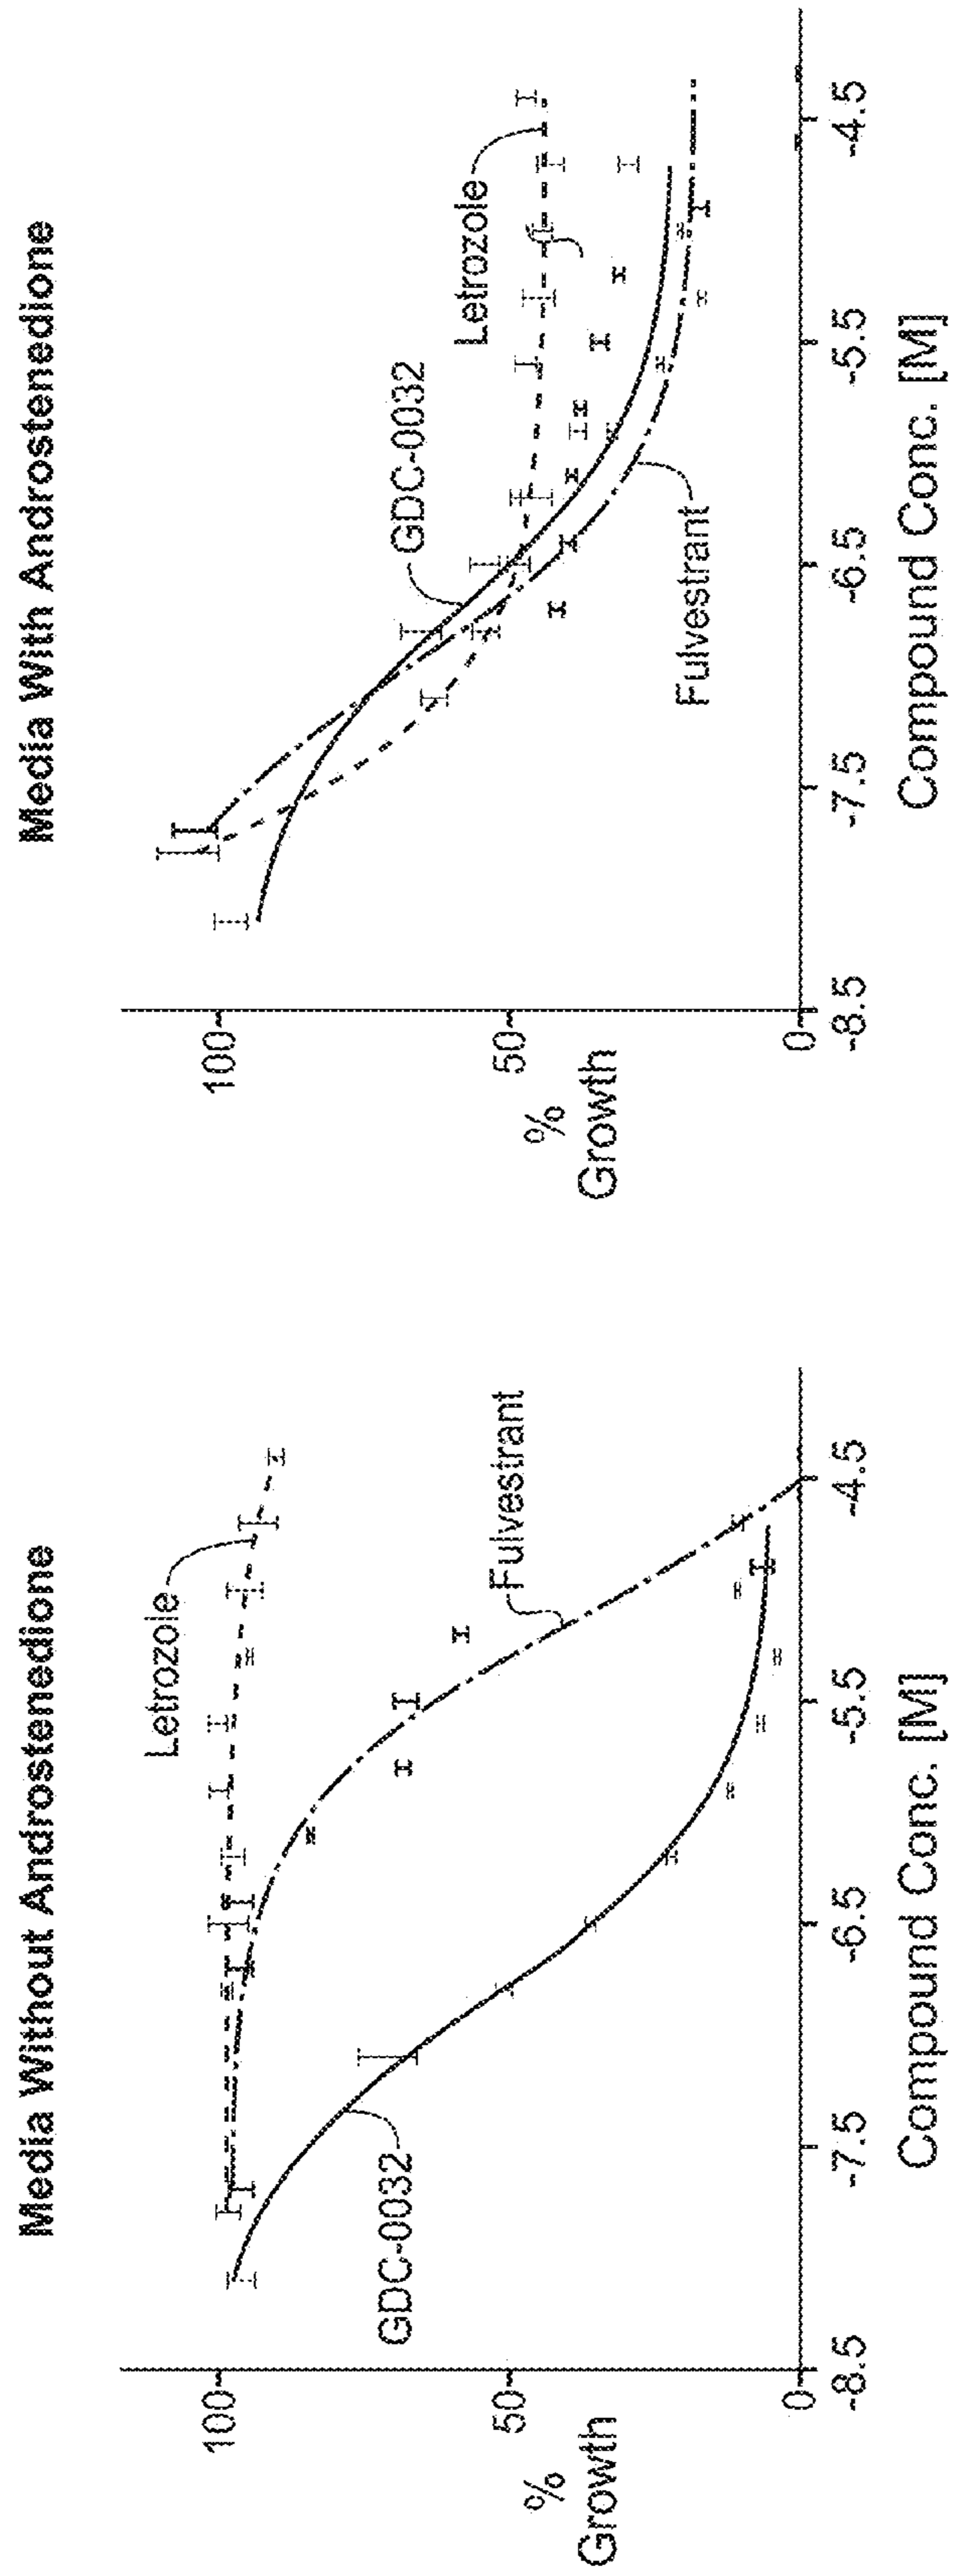 Media Without Androstenedione
100
50
0
%
Growth
Letrozole
Fulvestrant
GDC-0032
-8.5
-7.5
-6.5
-5.5
-4.5
Compound Conc. [M]
Media With Androstenedione
100
50
0
%
Growth
GDC-0032
Letrozole
Fulvestrant
-8.5
-7.5
-6.5
-5.5
-4.5
Compound Conc. [M]